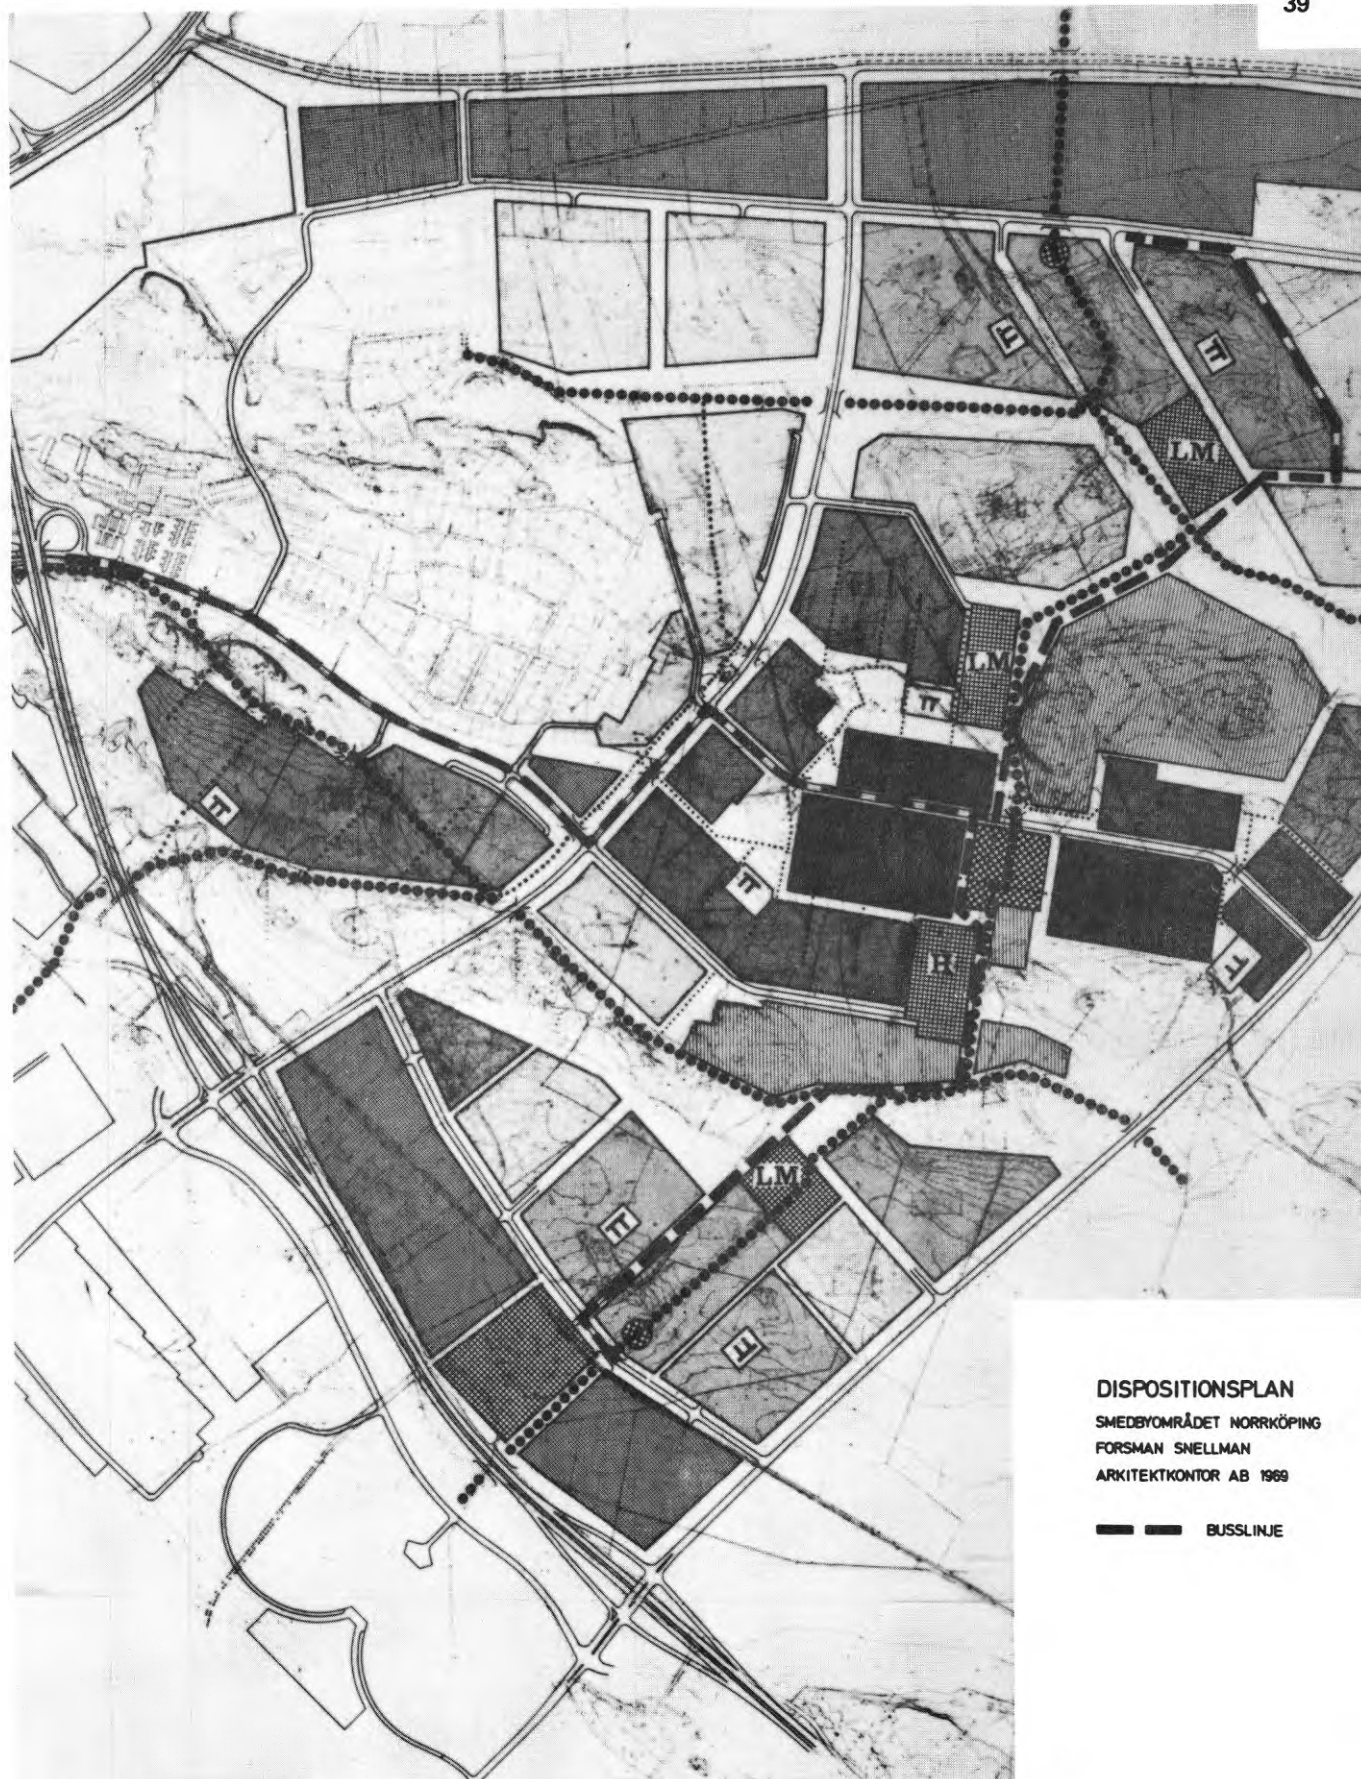 39
LM
LM
H
LM
DISPOSITIONSPLAN
SMEDBYOMRÅDET NORRKÖPING
FORSMAN SNELLMAN
ARKITEKTKONTOR AB 1969
BUSSLINJE